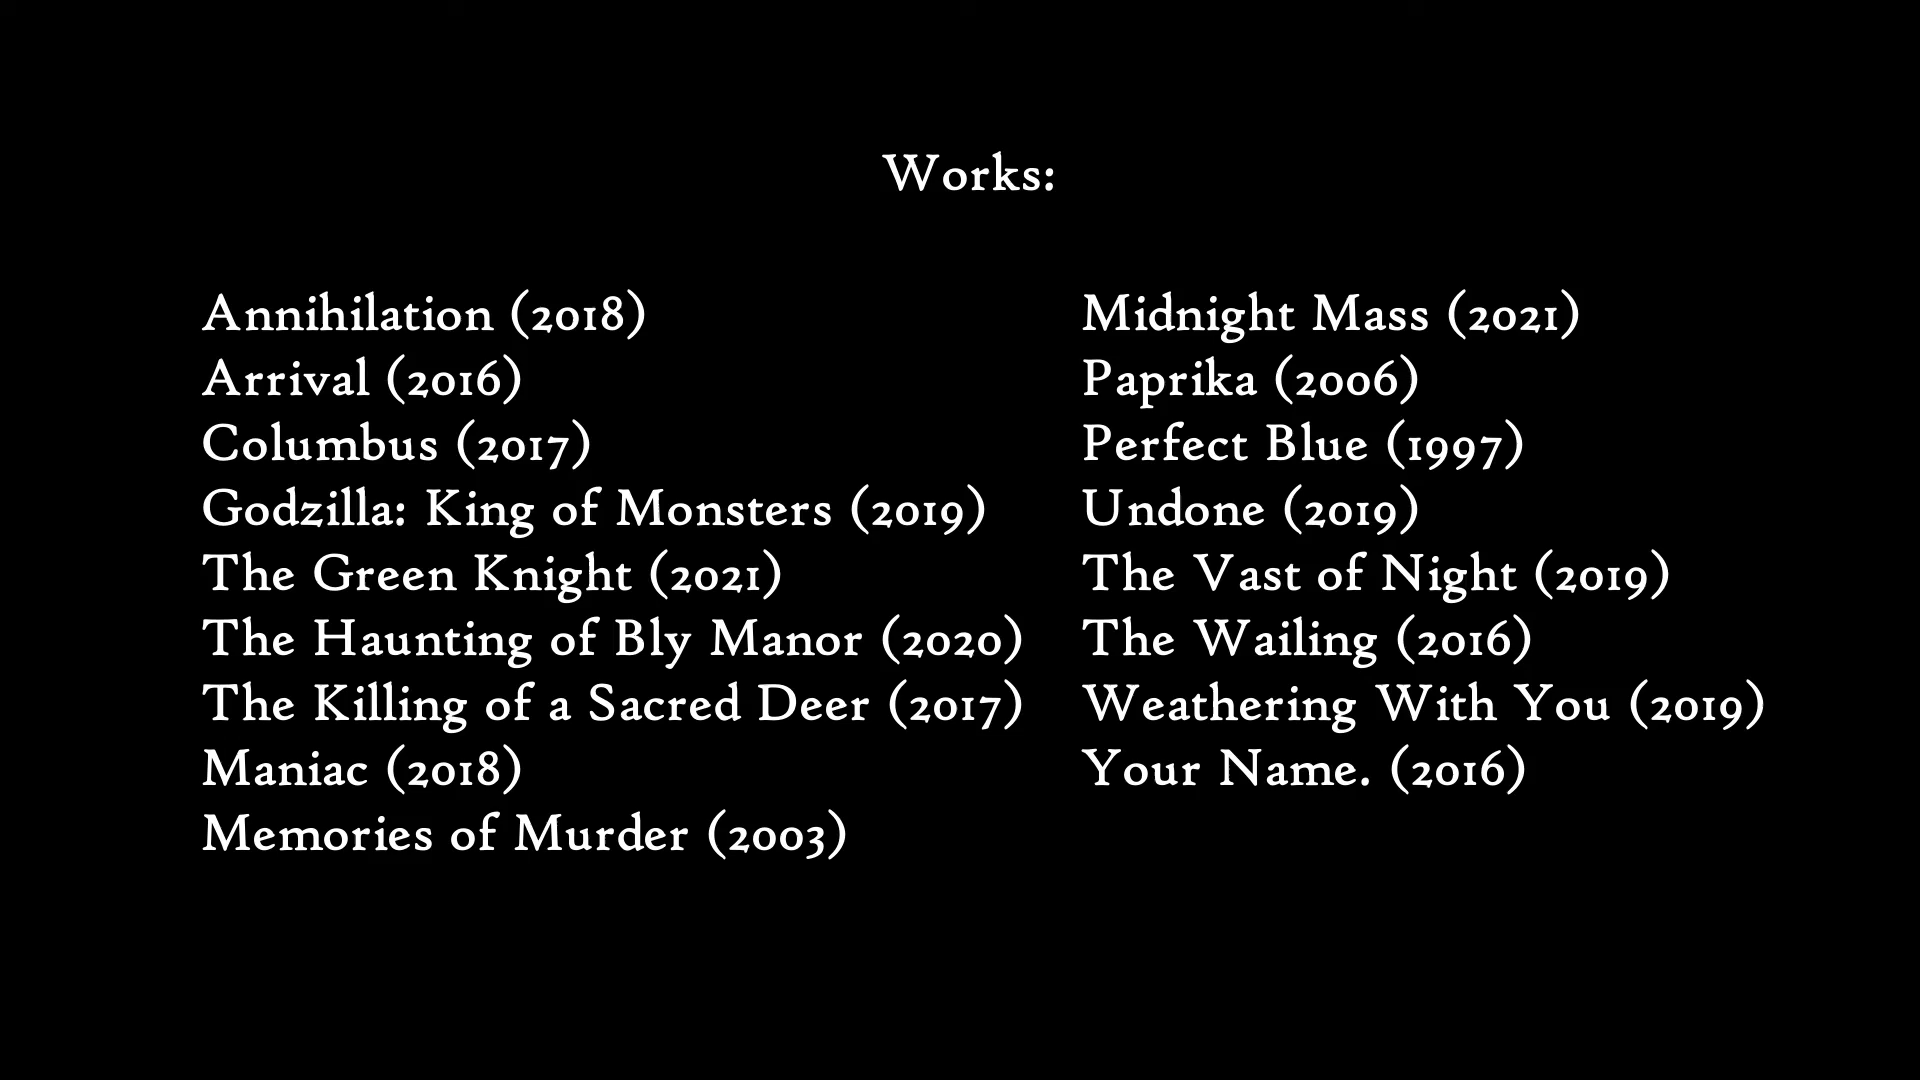 Works:
Annihilation (2018)
Arrival (2016)
Columbus (2017)
Godzilla: King of Monsters (2019)
The Green Knight (2021)
The Haunting of Bly Manor (2020)
The Killing of a Sacred Deer (2017)
Maniac (2018)
Memories of Murder (2003)
Midnight Mass (2021)
Paprika (2006)
Perfect Blue (1997)
Undone (2019)
The Vast of Night (2019)
The Wailing (2016)
Weathering With You (2019)
Your Name. (2016)